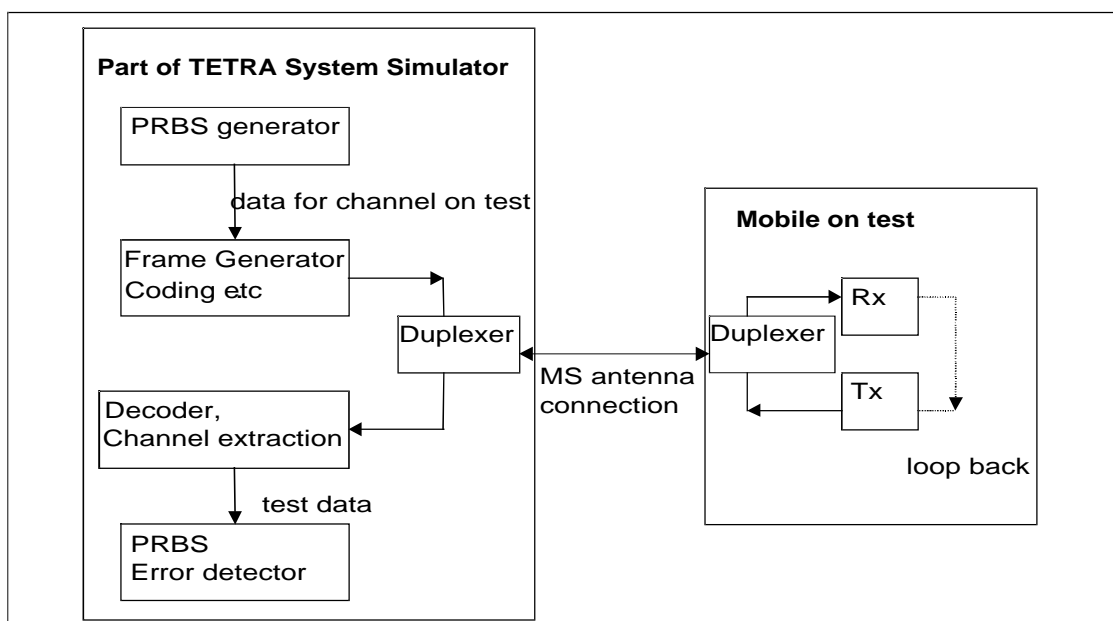 Part of TETRA System Simulator
PRBS generator
data for channel on test
Frame Generator
Coding etc
Duplexer
Decoder,
Channel extraction
test data
PRBS
Error detector
MS antenna
connection
Mobile on test
Rx
Duplexer
Tx
loop back